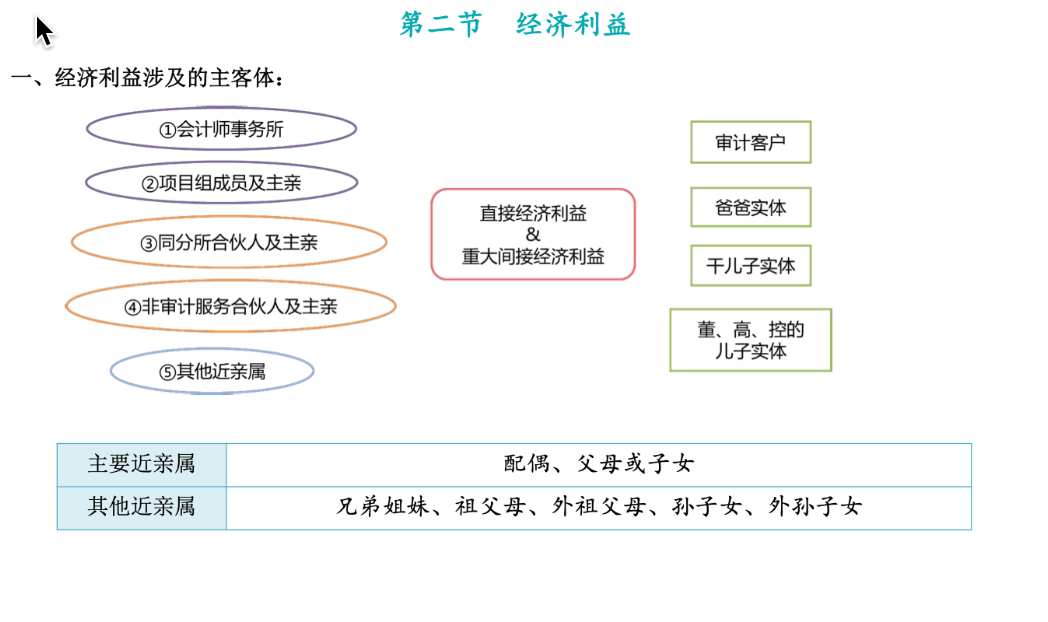 第二节 经济利益
一、经济利益涉及的主客体：
①会计师事务所
②项目组成员及主亲
③同分所合伙人及主亲
④非审计服务合伙人及主亲
⑤其他近亲属
直接经济利益
&
重大间接经济利益
审计客户
爸爸实体
干儿子实体
董、高、控的
儿子实体
主要近亲属 配偶、父母或子女
其他近亲属 兄弟姐妹、祖父母、外祖父母、孙子女、外孙子女